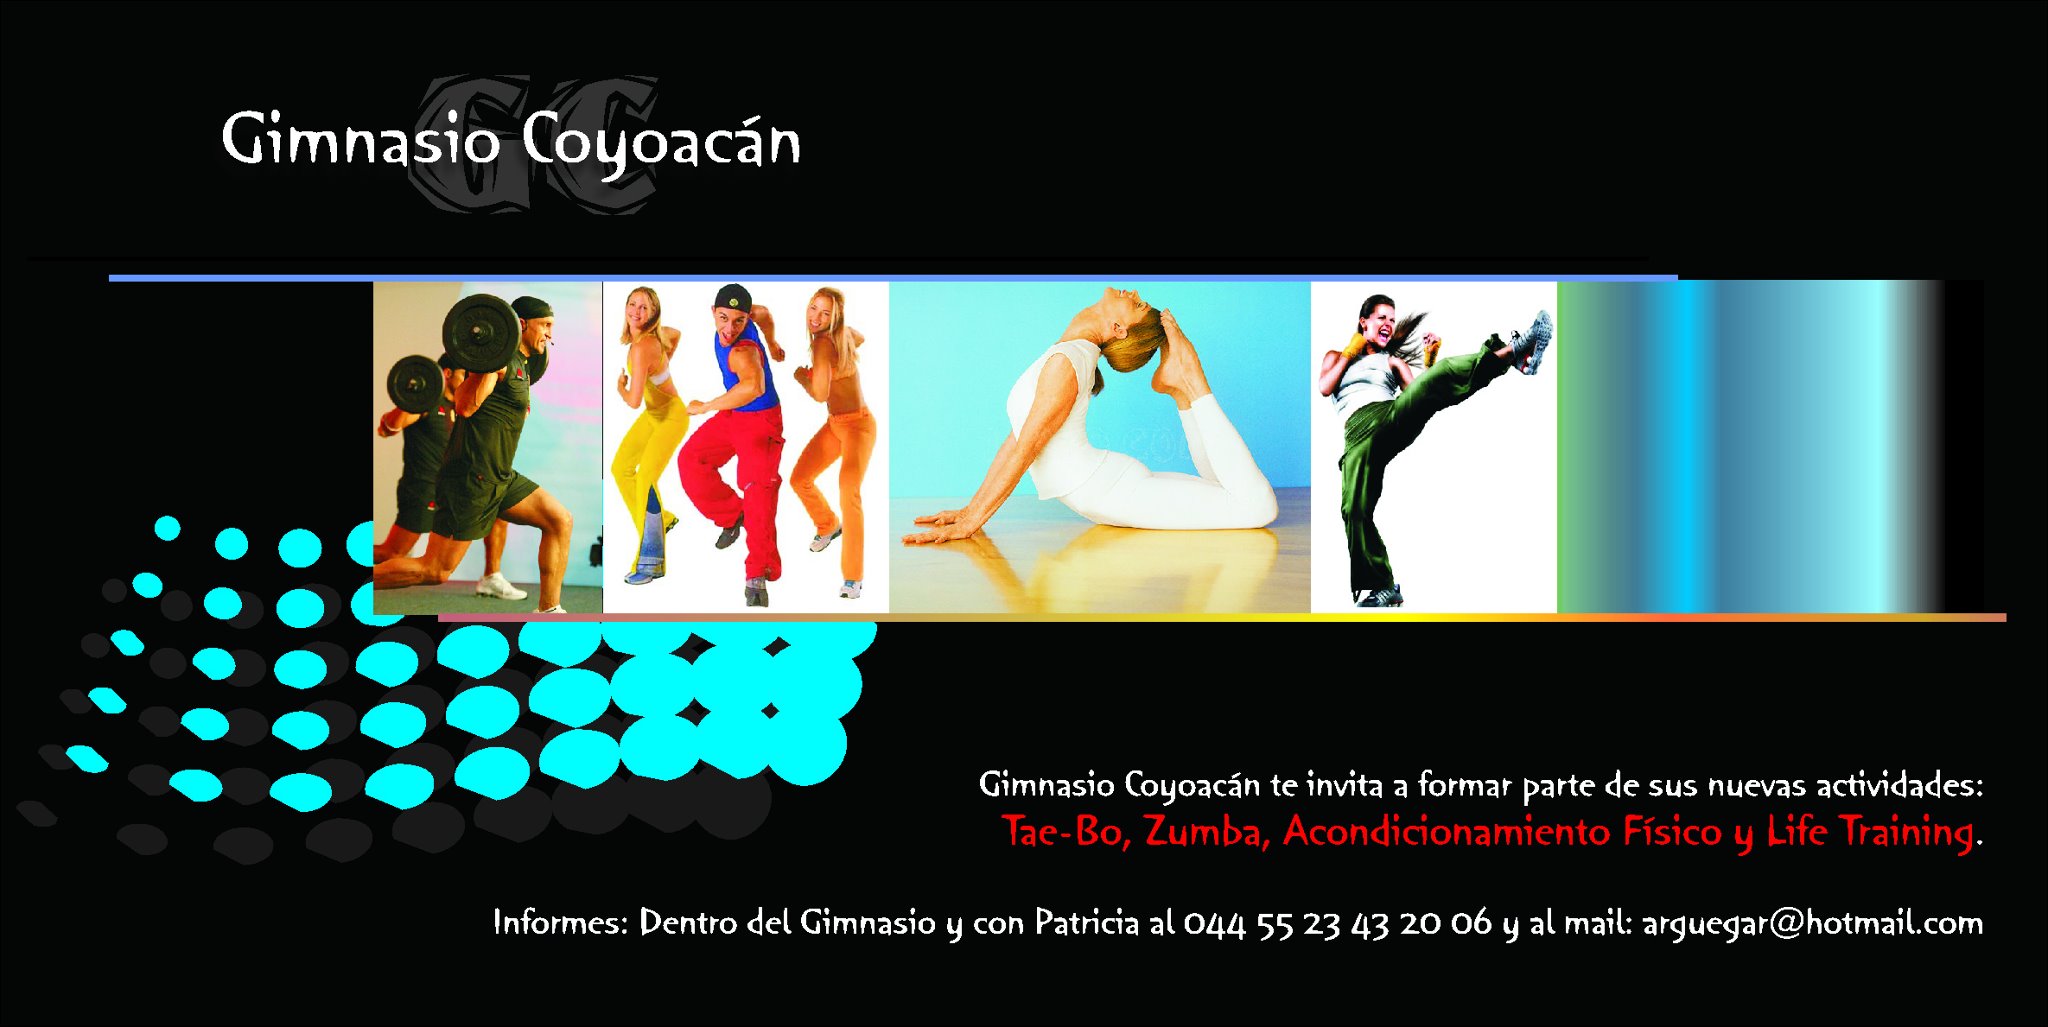 GC
Gimnasio Coyoacán
Gimnasio Coyoacán te invita a formar parte de sus nuevas actividades:
Tae-Bo, Zumba, Acondicionamiento Físico y Life Training.
Informes: Dentro del Gimnasio y con Patricia al 044 55 23 43 20 06 y al mail: arguegar@hotmail.com